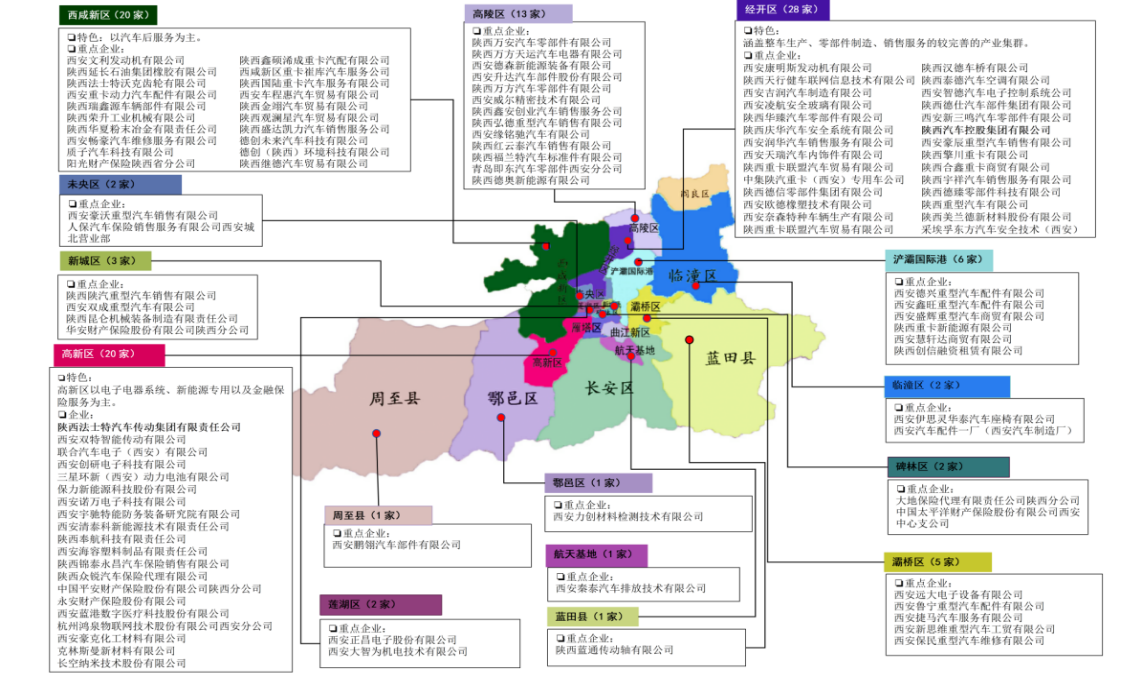 西咸新区（20 家）
❑特色：以汽车后服务为主。
❑重点企业：
西安文利发动机有限公司
陕西延长石油集团橡胶有限公司
陕西法士特沃克齿轮有限公司
西安重卡动力汽车配件有限公司
陕西瑞鑫源车辆部件有限公司
陕西荣升工业机械有限公司
陕西华夏粉末冶金有限责任公司
西安畅豪汽车维修服务有限公司
质子汽车科技有限公司
阳光财产保险陕西省分公司
陕西鑫硕浠成重卡汽配有限公司
西咸新区重卡崔库汽车服务公司
陕西国陆重卡汽车服务有限公司
西安车程惠汽车贸易有限公司
陕西金翊汽车贸易有限公司
陕西观澜星汽车贸易有限公司
陕西盛达凯力汽车销售服务公司
德创未来汽车科技有限公司
德创（陕西）环境科技有限公司
陕西维德汽车贸易有限公司
未央区（2 家）
❑重点企业：
西安豪沃重型汽车销售有限公司
人保汽车保险销售服务有限公司西安城
北营业部
新城区（3 家）
❑重点企业：
陕西陕汽重型汽车销售有限公司
西安双成重型汽车有限公司
陕西昆仑机械装备制造有限责任公司
华安财产保险股份有限公司陕西分公司
高新区（20 家）
❑特色：
高新区以电子电器系统、新能源专用以及金融保
险服务为主。
❑企业：
陕西法士特汽车传动集团有限责任公司
西安双特智能传动有限公司
联合汽车电子（西安）有限公司
西安创研电子科技有限公司
三星环新（西安）动力电池有限公司
保力新能源科技股份有限公司
西安诺万电子科技有限公司
西安宇驰特能防务装备研究院有限公司
西安清泰科新能源技术有限责任公司
陕西奉航科技有限责任公司
西安海容塑料制品有限责任公司
陕西锦泰永昌汽车保险销售有限公司
陕西众锐汽车保险代理有限公司
中国平安财产保险股份有限公司陕西分公司
永安财产保险股份有限公司
西安蓝港数字医疗科技股份有限公司
杭州鸿泉物联网技术股份有限公司西安分公司
西安豪克化工材料有限公司
克林斯曼新材料有限公司
长空纳米技术股份有限公司
高陵区（13 家）
❑重点企业：
陕西万安汽车零部件有限公司
陕西万方天运汽车电器有限公司
西安德森新能源装备有限公司
西安升达汽车部件股份有限公司
陕西万方汽车零部件有限公司
西安威尔精密技术有限公司
陕西鑫安创业汽车销售服务公司
陕西弘德重型汽车销售有限公司
西安缘铭驰汽车有限公司
陕西红云泰汽车销售有限公司
陕西福兰特汽车标准件有限公司
青岛即东汽车零部件西安分公司
陕西德奥新能源有限公司
经开区（28 家）
❑特色：
涵盖整车生产、零部件制造、销售服务的较完善的产业集群。
❑重点企业：
西安康明斯发动机有限公司
陕西天行健车联网信息技术有限公司
西安吉润汽车制造有限公司
西安凌航安全玻璃有限公司
陕西华臻汽车零部件有限公司
陕西庆华汽车安全系统有限公司
西安润华汽车销售服务有限公司
西安天瑞汽车内饰件有限公司
陕西重卡联盟汽车贸易有限公司
中集陕汽重卡（西安）专用车公司
陕西德信零部件集团有限公司
西安欧德橡塑技术有限公司
西安奈森特种车辆生产有限公司
陕西重卡联盟汽车贸易有限公司
陕西汉德车桥有限公司
陕西泰德汽车空调有限公司
西安智德汽车电子控制系统公司
陕西德仕汽车部件集团有限公司
西安新三鸣汽车零部件有限公司
陕西汽车控股集团有限公司
西安豪辰重型汽车销售有限公司
陕西擎川重卡有限公司
陕西合鑫重卡商贸有限公司
陕西宇祥汽车销售服务有限公司
陕西德臻零部件科技有限公司
陕西重型汽车有限公司
陕西美兰德新材料股份有限公司
采埃孚东方汽车安全技术（西安）
浐灞国际港（6 家）
❑重点企业：
西安德兴重型汽车配件有限公司
西安鑫旺重型汽车配件有限公司
西安盛辉重型汽车商贸有限公司
陕西重卡新能源有限公司
西安慧轩达商贸有限公司
陕西创信融资租赁有限公司
临潼区（2 家）
❑重点企业：
西安伊思灵华泰汽车座椅有限公司
西安汽车配件一厂（西安汽车制造厂）
碑林区（2 家）
❑重点企业：
大地保险代理有限责任公司陕西分公司
中国太平洋财产保险股份有限公司西安
中心支公司
灞桥区（5 家）
❑重点企业：
西安远大电子设备有限公司
西安鲁宁重型汽车配件有限公司
西安捷马汽车服务有限公司
西安新思维重型汽车工贸有限公司
西安保民重型汽车维修有限公司
阎良区
高陵区
浐灞国际港
临潼区
未央区
灞桥区
雁塔区
曲江新区
航天基地
高新区
蓝田县
长安区
鄠邑区
周至县
周至县（1 家）
❑重点企业：
西安鹏翎汽车部件有限公司
莲湖区（2 家）
❑重点企业：
西安正昌电子股份有限公司
西安大智为机电技术有限公司
鄠邑区（1 家）
❑重点企业：
西安力创材料检测技术有限公司
航天基地（1 家）
❑重点企业：
西安秦泰汽车排放技术有限公司
蓝田县（1 家）
❑重点企业：
陕西蓝通传动轴有限公司